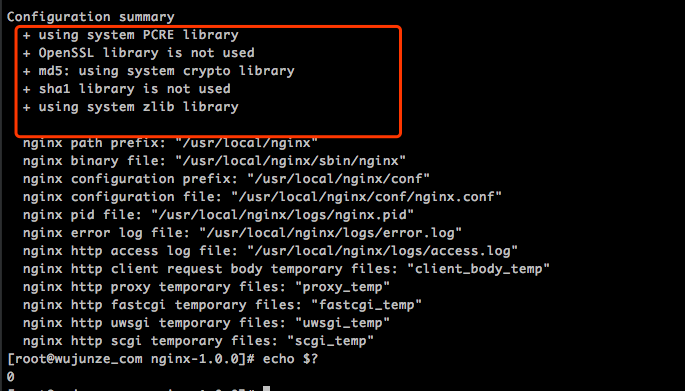 Configuration summary
+ using system PCRE library
+ OpenSSL library is not used
+ md5: using system crypto library
+ sha1 library is not used
+ using system zlib library
nginx path prefix: "/usr/local/nginx"
nginx binary file: "/usr/local/nginx/sbin/nginx"
nginx configuration prefix: "/usr/local/nginx/conf"
nginx configuration file: "/usr/local/nginx/conf/nginx.conf"
nginx pid file: "/usr/local/nginx/logs/nginx.pid"
nginx error log file: "/usr/local/nginx/logs/error.log"
nginx http access log file: "/usr/local/nginx/logs/access.log"
nginx http client request body temporary files: "client_body_temp"
nginx http proxy temporary files: "proxy_temp"
nginx http fastcgi temporary files: "fastcgi_temp"
nginx http uwsgi temporary files: "uwsgi_temp"
nginx http scgi temporary files: "scgi_temp"
[root@wujunze_com nginx-1.0.0]# echo $?
0